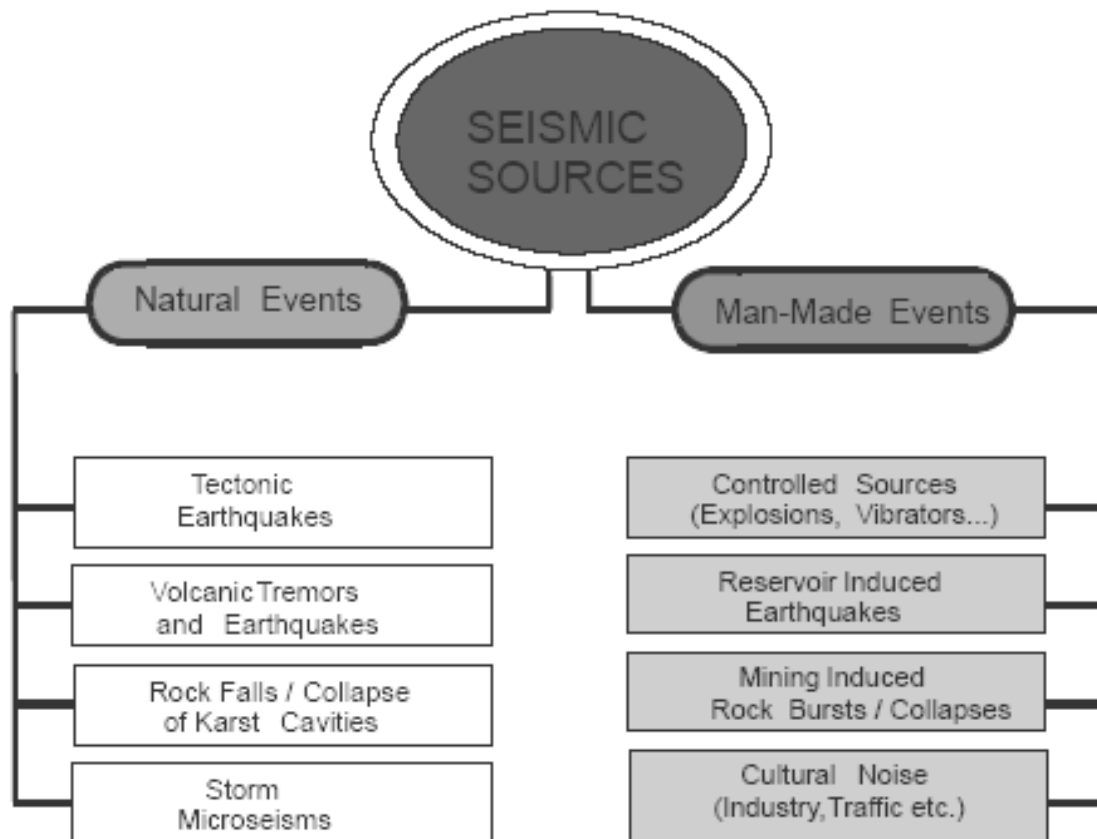 SEISMIC
SOURCES
Natural Events
Man-Made Events
Tectonic
Earthquakes
Volcanic Tremors
and Earthquakes
Rock Falls / Collapse
of Karst Cavities
Storm
Microseisms
Controlled Sources
(Explosions, Vibrators...)
Reservoir Induced
Earthquakes
Mining Induced
Rock Bursts / Collapses
Cultural Noise
(Industry,Traffic etc.)